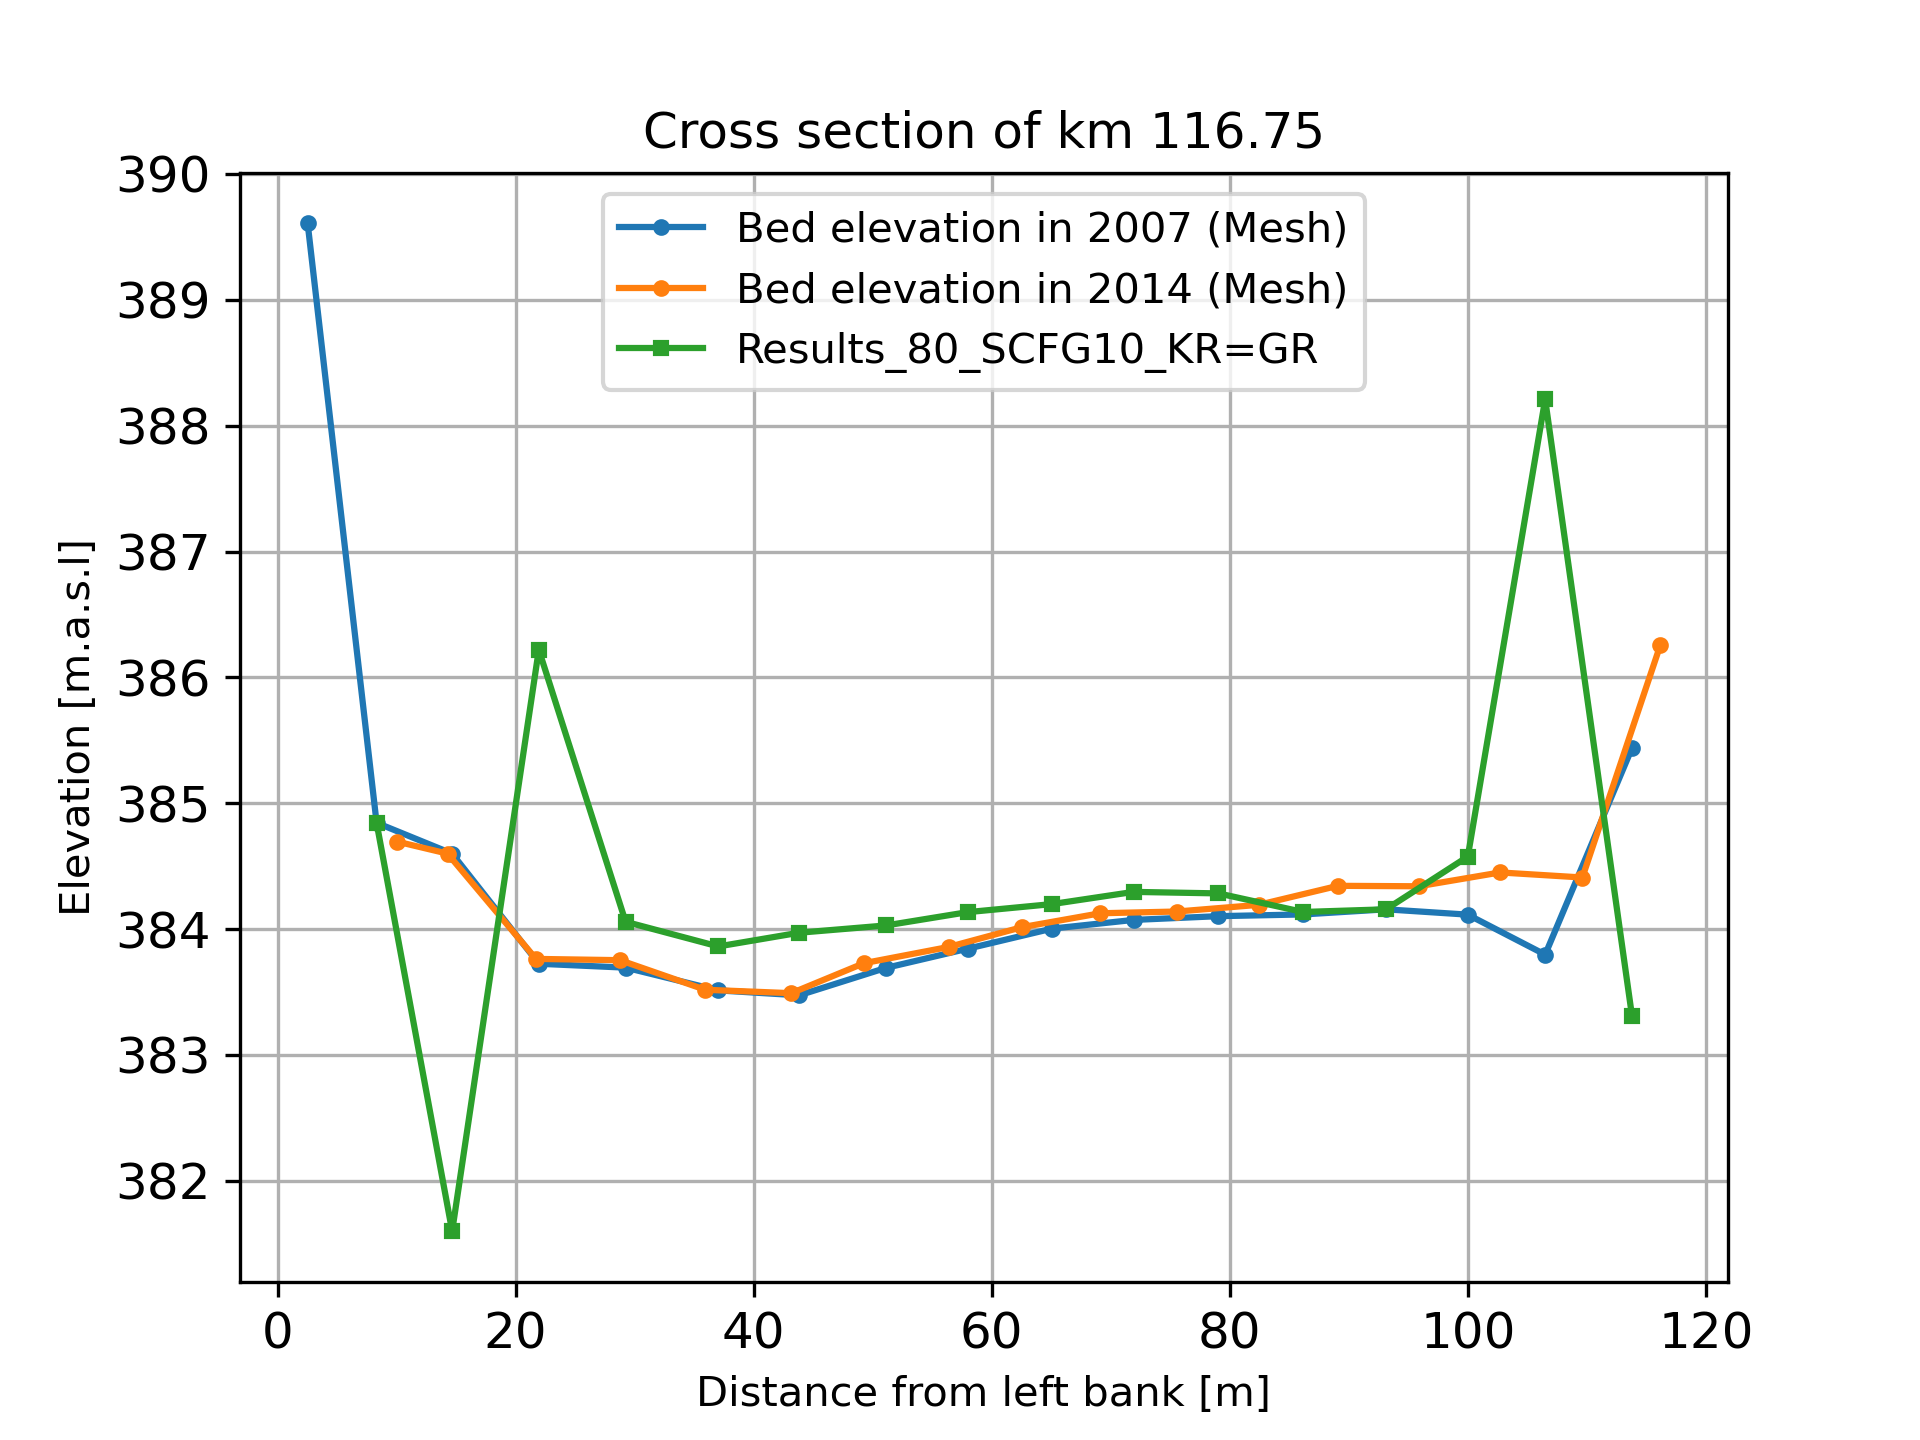 Cross section of km 116.75
390
389
388
387
386
385
384
383
382
Elevation [m.a.s.l]
Bed elevation in 2007 (Mesh)
Bed elevation in 2014 (Mesh)
Results_80_SCFG10_KR=GR
0 20 40 60 80 100 120
Distance from left bank [m]